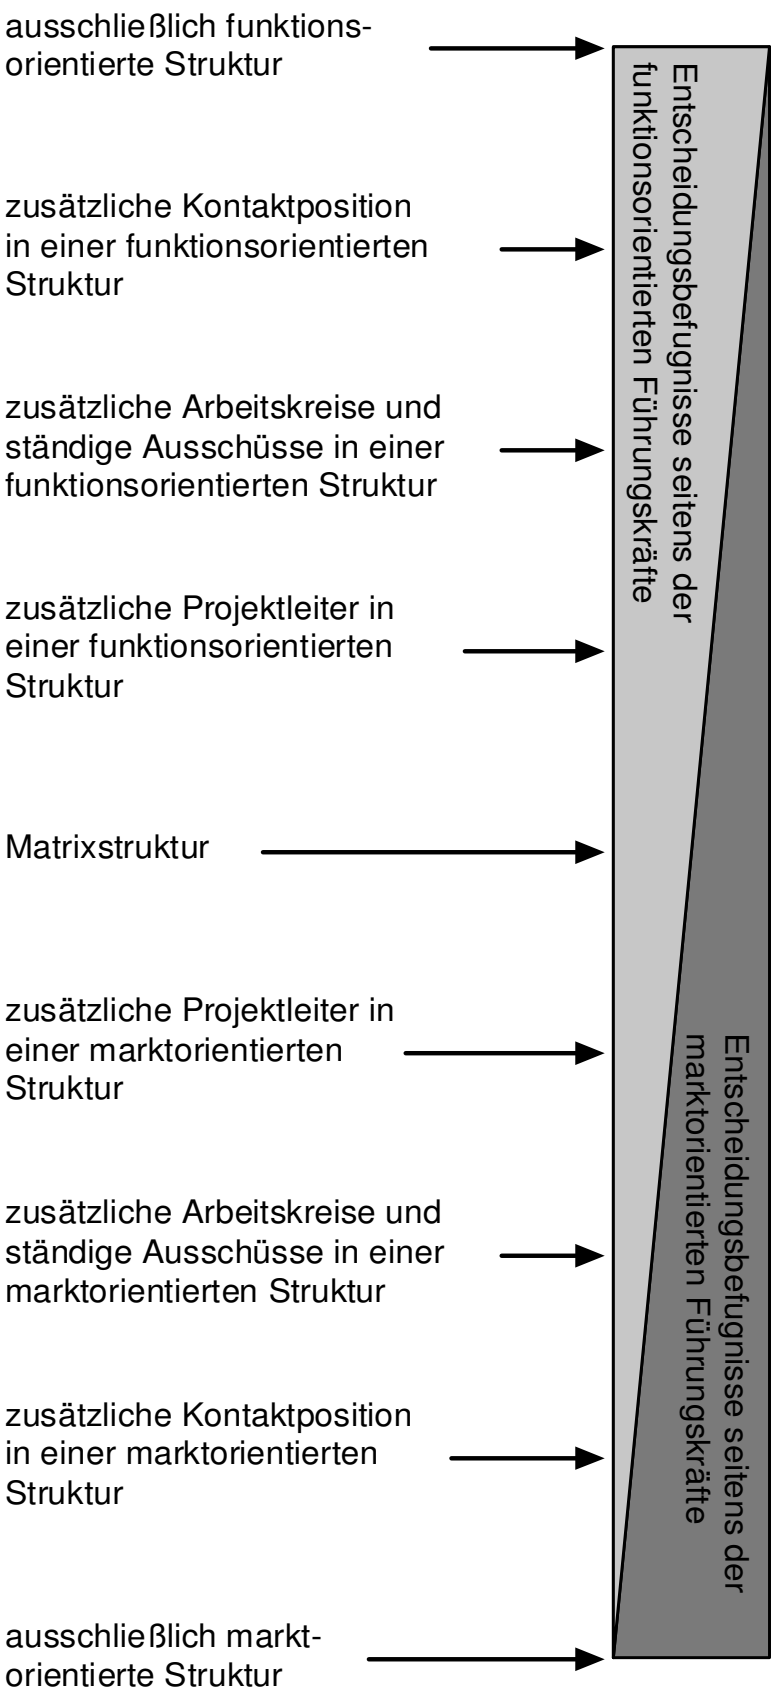 ausschließlich funktions-
orientierte Struktur
zusätzliche Kontaktposition
in einer funktionsorientierten
Struktur
zusätzliche Arbeitskreise und
ständige Ausschüsse in einer
funktionsorientierten Struktur
zusätzliche Projektleiter in
einer funktionsorientierten
Struktur
Matrixstruktur
zusätzliche Projektleiter in
einer marktorientierten
Struktur
zusätzliche Arbeitskreise und
ständige Ausschüsse in einer
marktorientierten Struktur
zusätzliche Kontaktposition
in einer marktorientierten
Struktur
ausschließlich markt-
orientierte Struktur
Entscheidungsbefugnisse seitens der
funktionsorientierten Führungskräfte
Entscheidungsbefugnisse seitens der
marktorientierten Führungskräfte